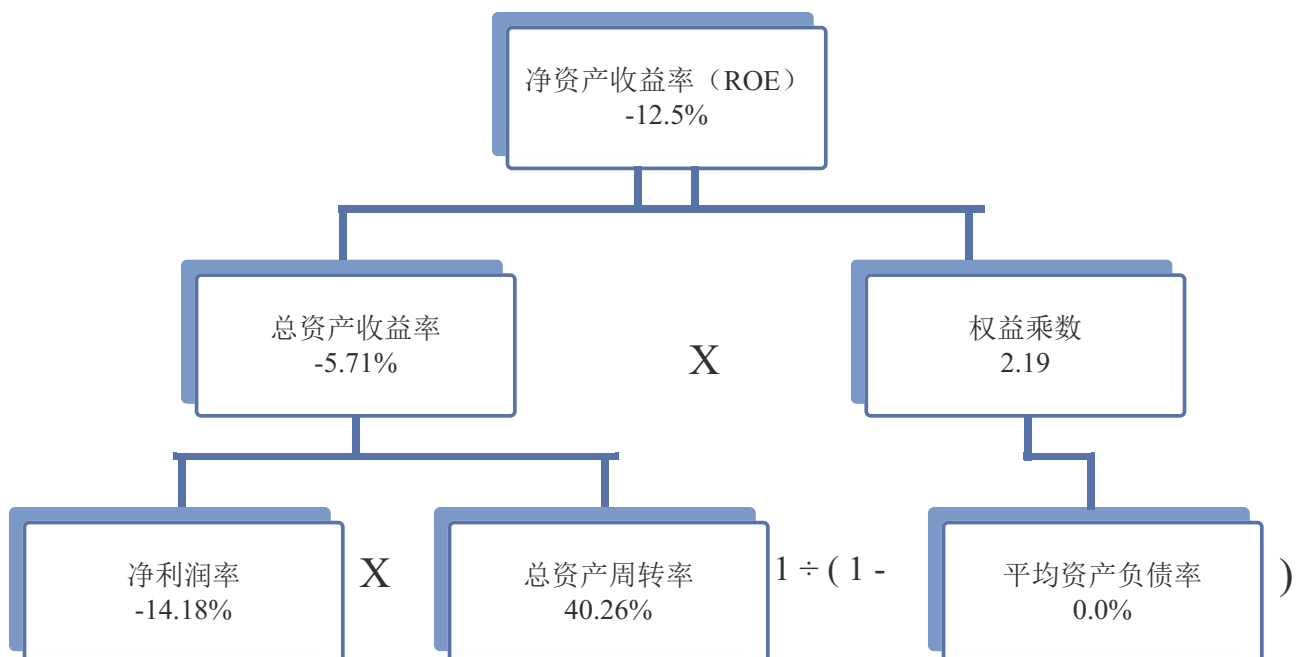 净资产收益率（ROE）
-12.5%
总资产收益率
-5.71%
X
权益乘数
2.19
净利润率
-14.18%
X
总资产周转率
40.26%
1 ÷ ( 1 -
平均资产负债率
0.0%
)